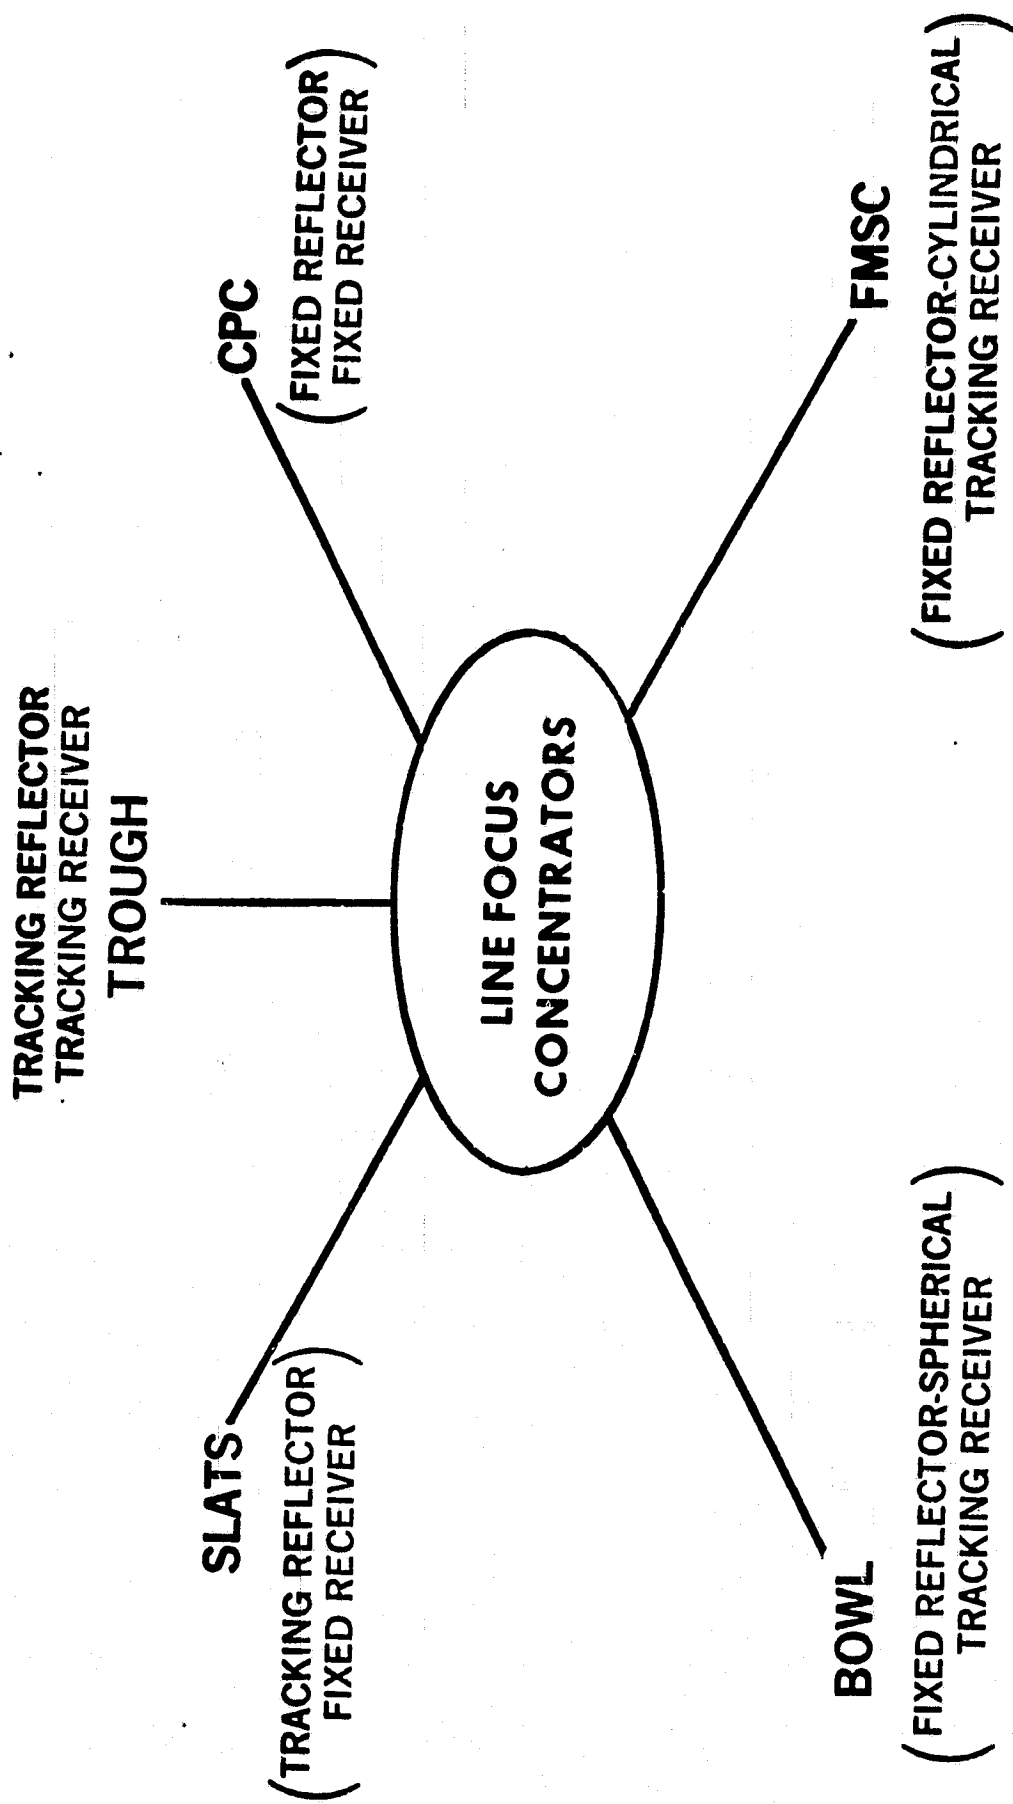 TRACKING REFLECTOR
TRACKING RECEIVER
TROUGH
SLATS
(TRACKING REFLECTOR
FIXED RECEIVER)
CPC
(FIXED REFLECTOR
FIXED RECEIVER)
LINE FOCUS
CONCENTRATORS
BOWL
(FIXED REFLECTOR-SPHERICAL
TRACKING RECEIVER)
FMSC
(FIXED REFLECTOR-CYLINDRICAL
TRACKING RECEIVER)